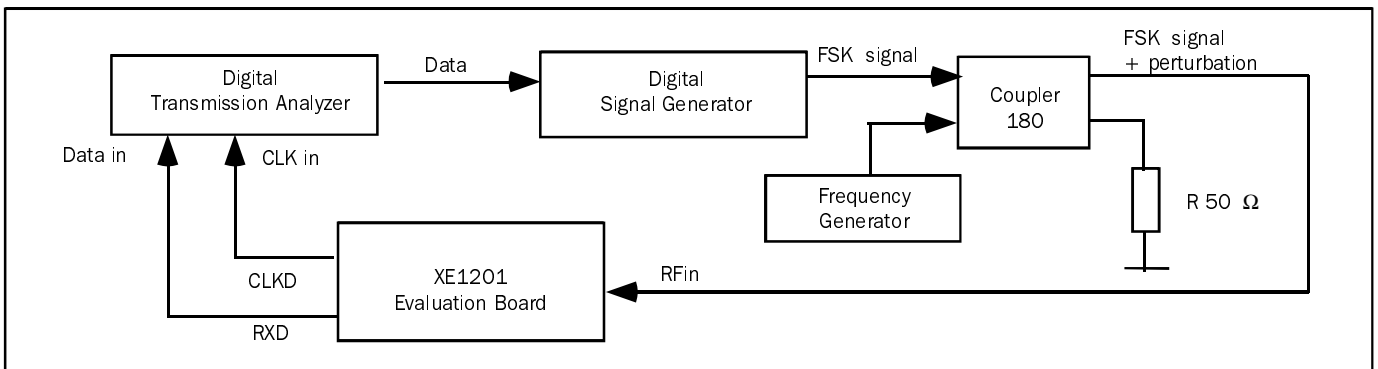 FSK signal
+ perturbation
FSK signal
Data
Digital
Transmission Analyzer
Digital
Signal Generator
Coupler
180
Data in
CLK in
Frequency
Generator
R 50 Ω
XE1201
Evaluation Board
RFin
CLKD
RXD